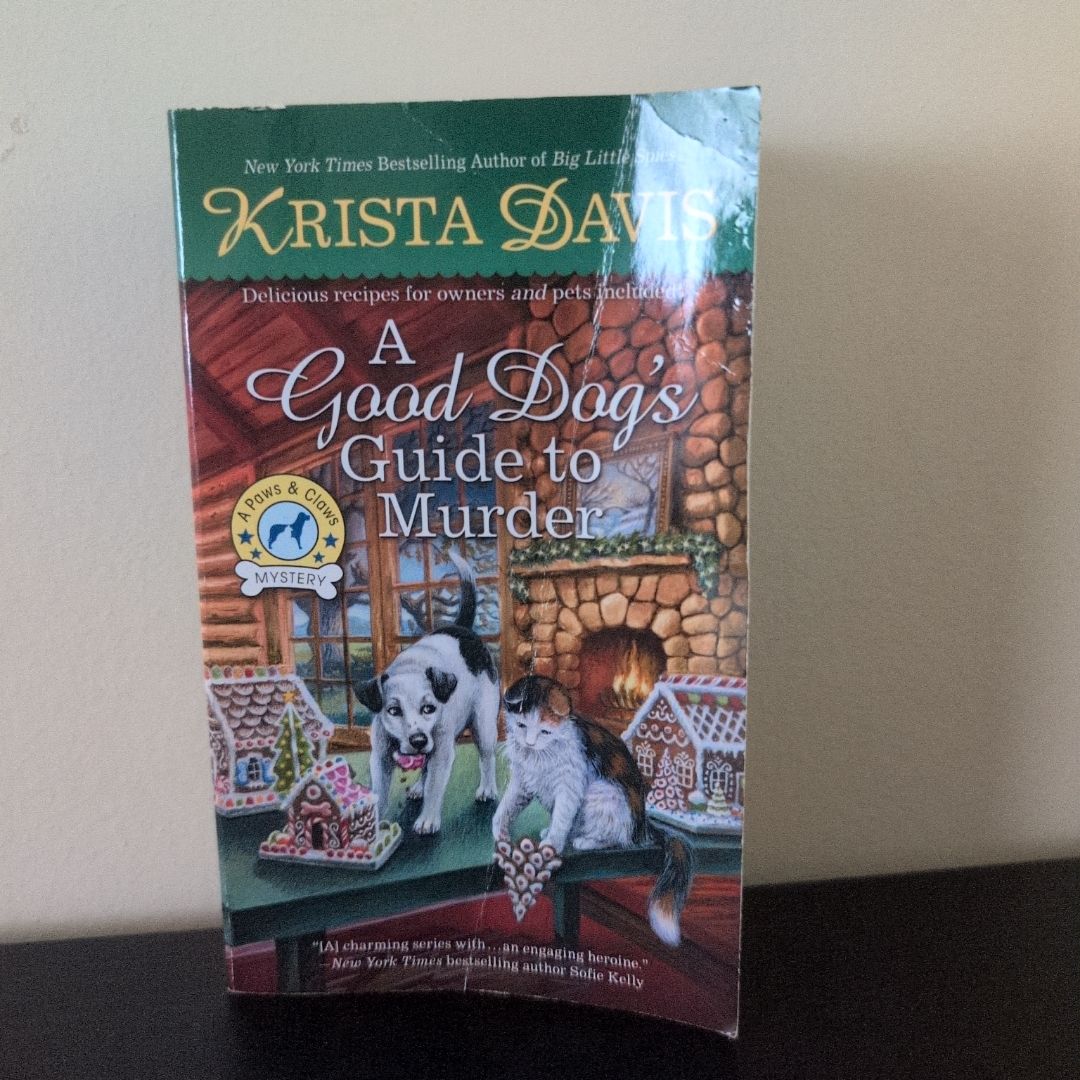 New York Times Bestselling Author of Big Little Spies
KRISTA DAVIS
Delicious recipes for owners and pets included!
A
Good Dog's
Guide to
Murder
A PAWS & CLAWS
MYSTERY
"[A] charming series with...an engaging heroine."
—New York Times bestselling author Sofie Kelly